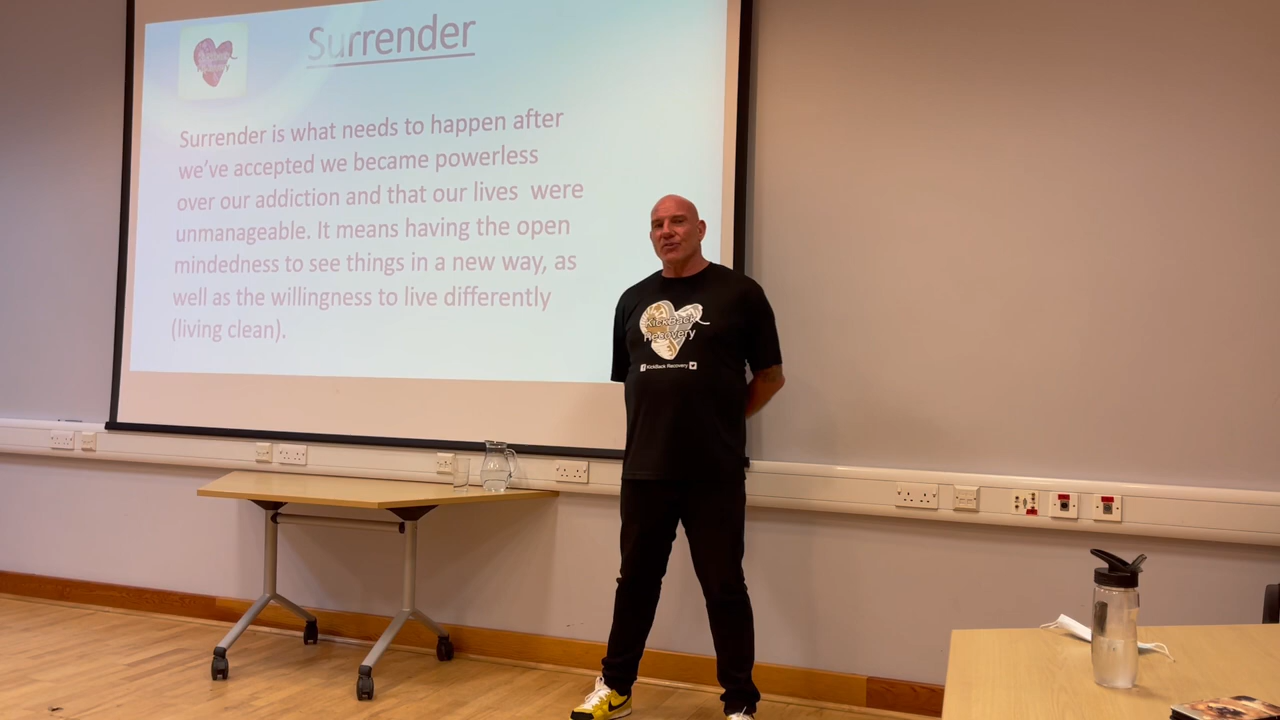 Surrender
Surrender is what needs to happen after
we've accepted we became powerless
over our addiction and that our lives were
unmanageable. It means having the open
mindedness to see things in a new way, as
well as the willingness to live differently
(living clean).
KickBack
Recovery
KickBack Recovery